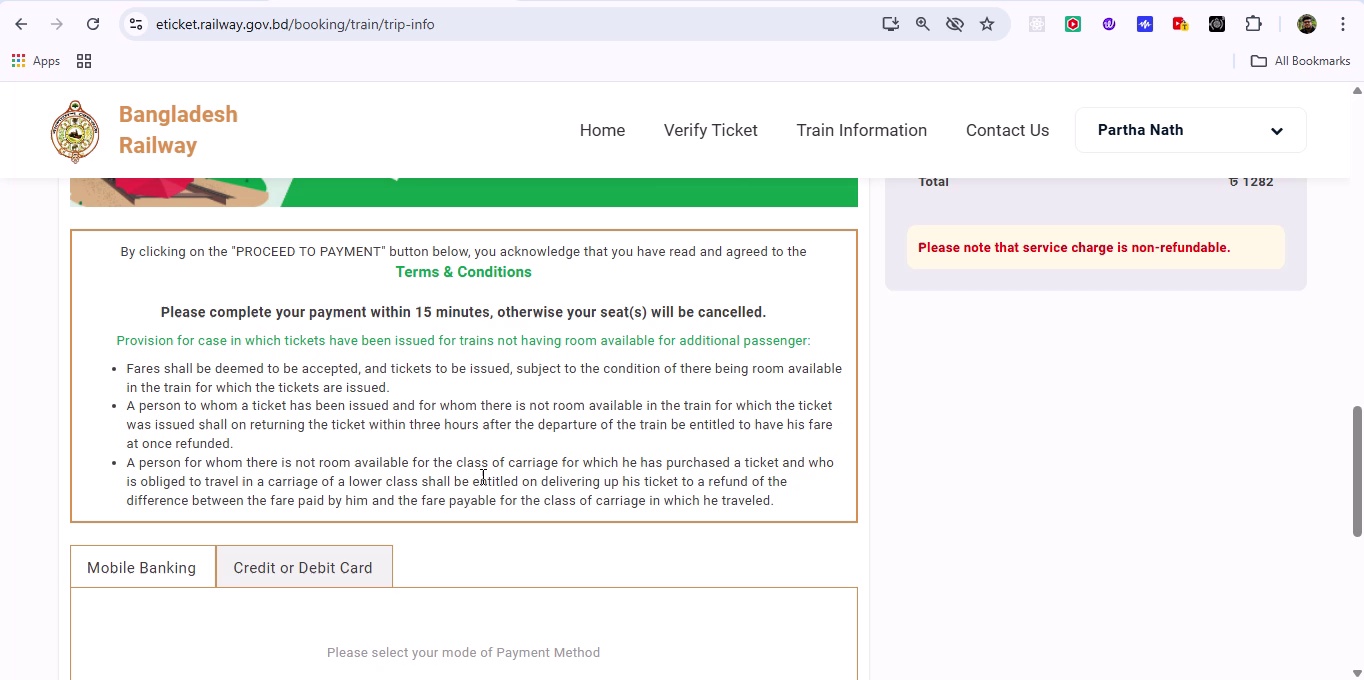 eticket.railway.gov.bd/booking/train/trip-info
Apps
All Bookmarks
Bangladesh
Railway
Home
Verify Ticket
Train Information
Contact Us
Partha Nath
Total
৳ 1282
Please note that service charge is non-refundable.
By clicking on the "PROCEED TO PAYMENT" button below, you acknowledge that you have read and agreed to the
Terms & Conditions
Please complete your payment within 15 minutes, otherwise your seat(s) will be cancelled.
Provision for case in which tickets have been issued for trains not having room available for additional passenger:
• Fares shall be deemed to be accepted, and tickets to be issued, subject to the condition of there being room available
in the train for which the tickets are issued.
• A person to whom a ticket has been issued and for whom there is not room available in the train for which the ticket
was issued shall on returning the ticket within three hours after the departure of the train be entitled to have his fare
at once refunded.
• A person for whom there is not room available for the class of carriage for which he has purchased a ticket and who
is obliged to travel in a carriage of a lower class shall be entitled on delivering up his ticket to a refund of the
difference between the fare paid by him and the fare payable for the class of carriage in which he traveled.
Mobile Banking
Credit or Debit Card
Please select your mode of Payment Method